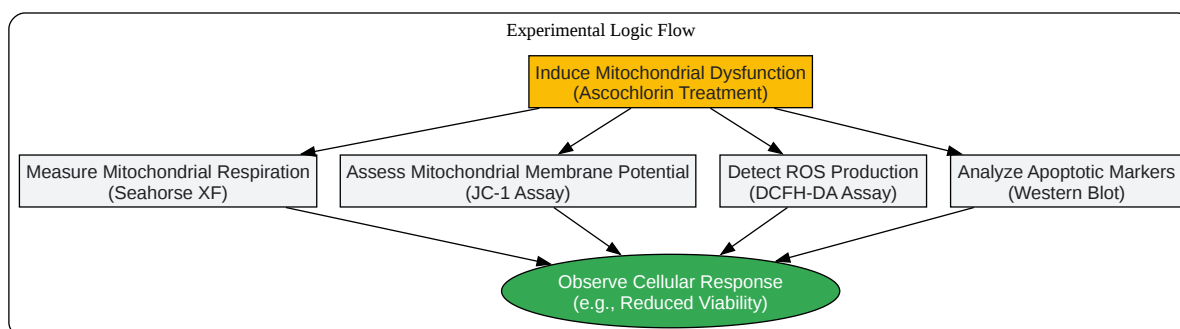 Experimental Logic Flow
Induce Mitochondrial Dysfunction
(Ascochlorin Treatment)
Measure Mitochondrial Respiration
(Seahorse XF)
Assess Mitochondrial Membrane Potential
(JC-1 Assay)
Detect ROS Production
(DCFH-DA Assay)
Analyze Apoptotic Markers
(Western Blot)
Observe Cellular Response
(e.g., Reduced Viability)